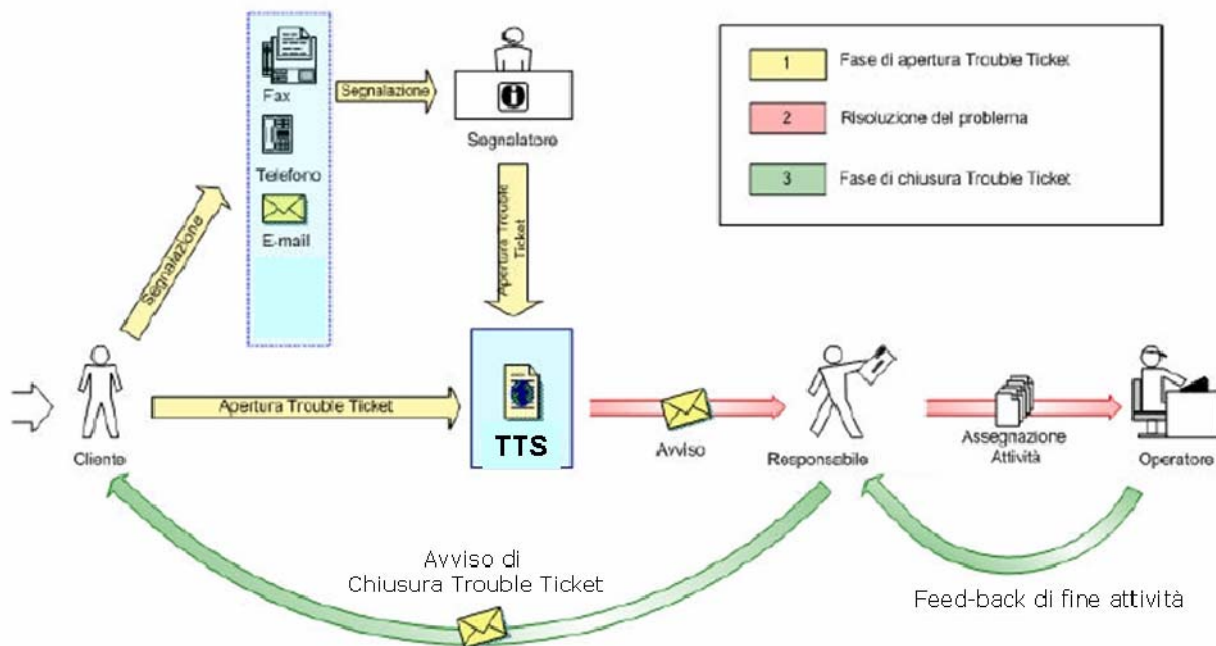 Fax
Telefono
E-mail
Segnalazione
Segnalazione
Segnalatore
Apertura Trouble
Ticket
1 Fase di apertura Trouble Ticket
2 Risoluzione del problema
3 Fase di chiusura Trouble Ticket
Cliente
Apertura Trouble Ticket
TTS
Avviso
Responsabile
Assegnazione
Attività
Operatore
Avviso di
Chiusura Trouble Ticket
Feed-back di fine attività